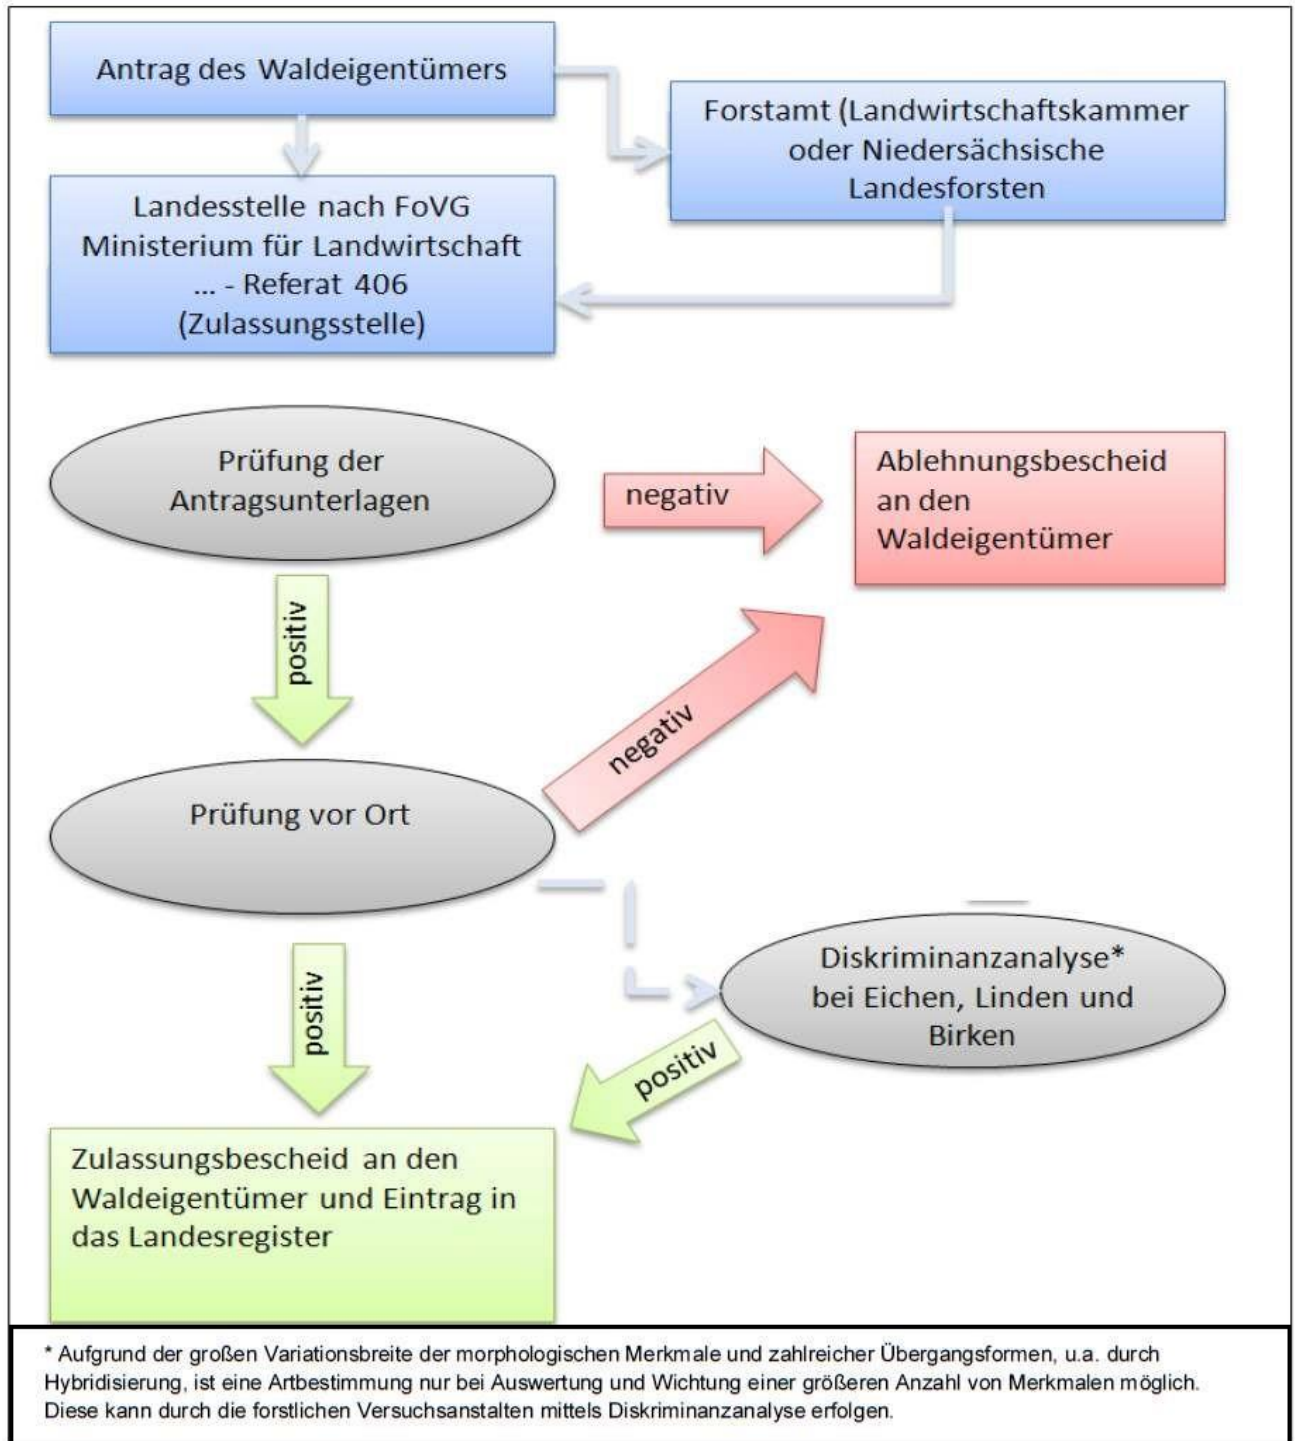 Antrag des Waldeigentümers
Forstamt (Landwirtschaftskammer
oder Niedersächsische
Landesforsten
Landesstelle nach FoVG
Ministerium für Landwirtschaft
... - Referat 406
(Zulassungsstelle)
Prüfung der
Antragsunterlagen
negativ
Ablehnungsbescheid
an den
Waldeigentümer
positiv
negativ
Prüfung vor Ort
Diskriminanzanalyse*
bei Eichen, Linden und
Birken
positiv
positiv
Zulassungsbescheid an den
Waldeigentümer und Eintrag in
das Landesregister
* Aufgrund der großen Variationsbreite der morphologischen Merkmale und zahlreicher Übergangsformen, u.a. durch
Hybridisierung, ist eine Artbestimmung nur bei Auswertung und Wichtung einer größeren Anzahl von Merkmalen möglich.
Diese kann durch die forstlichen Versuchsanstalten mittels Diskriminanzanalyse erfolgen.